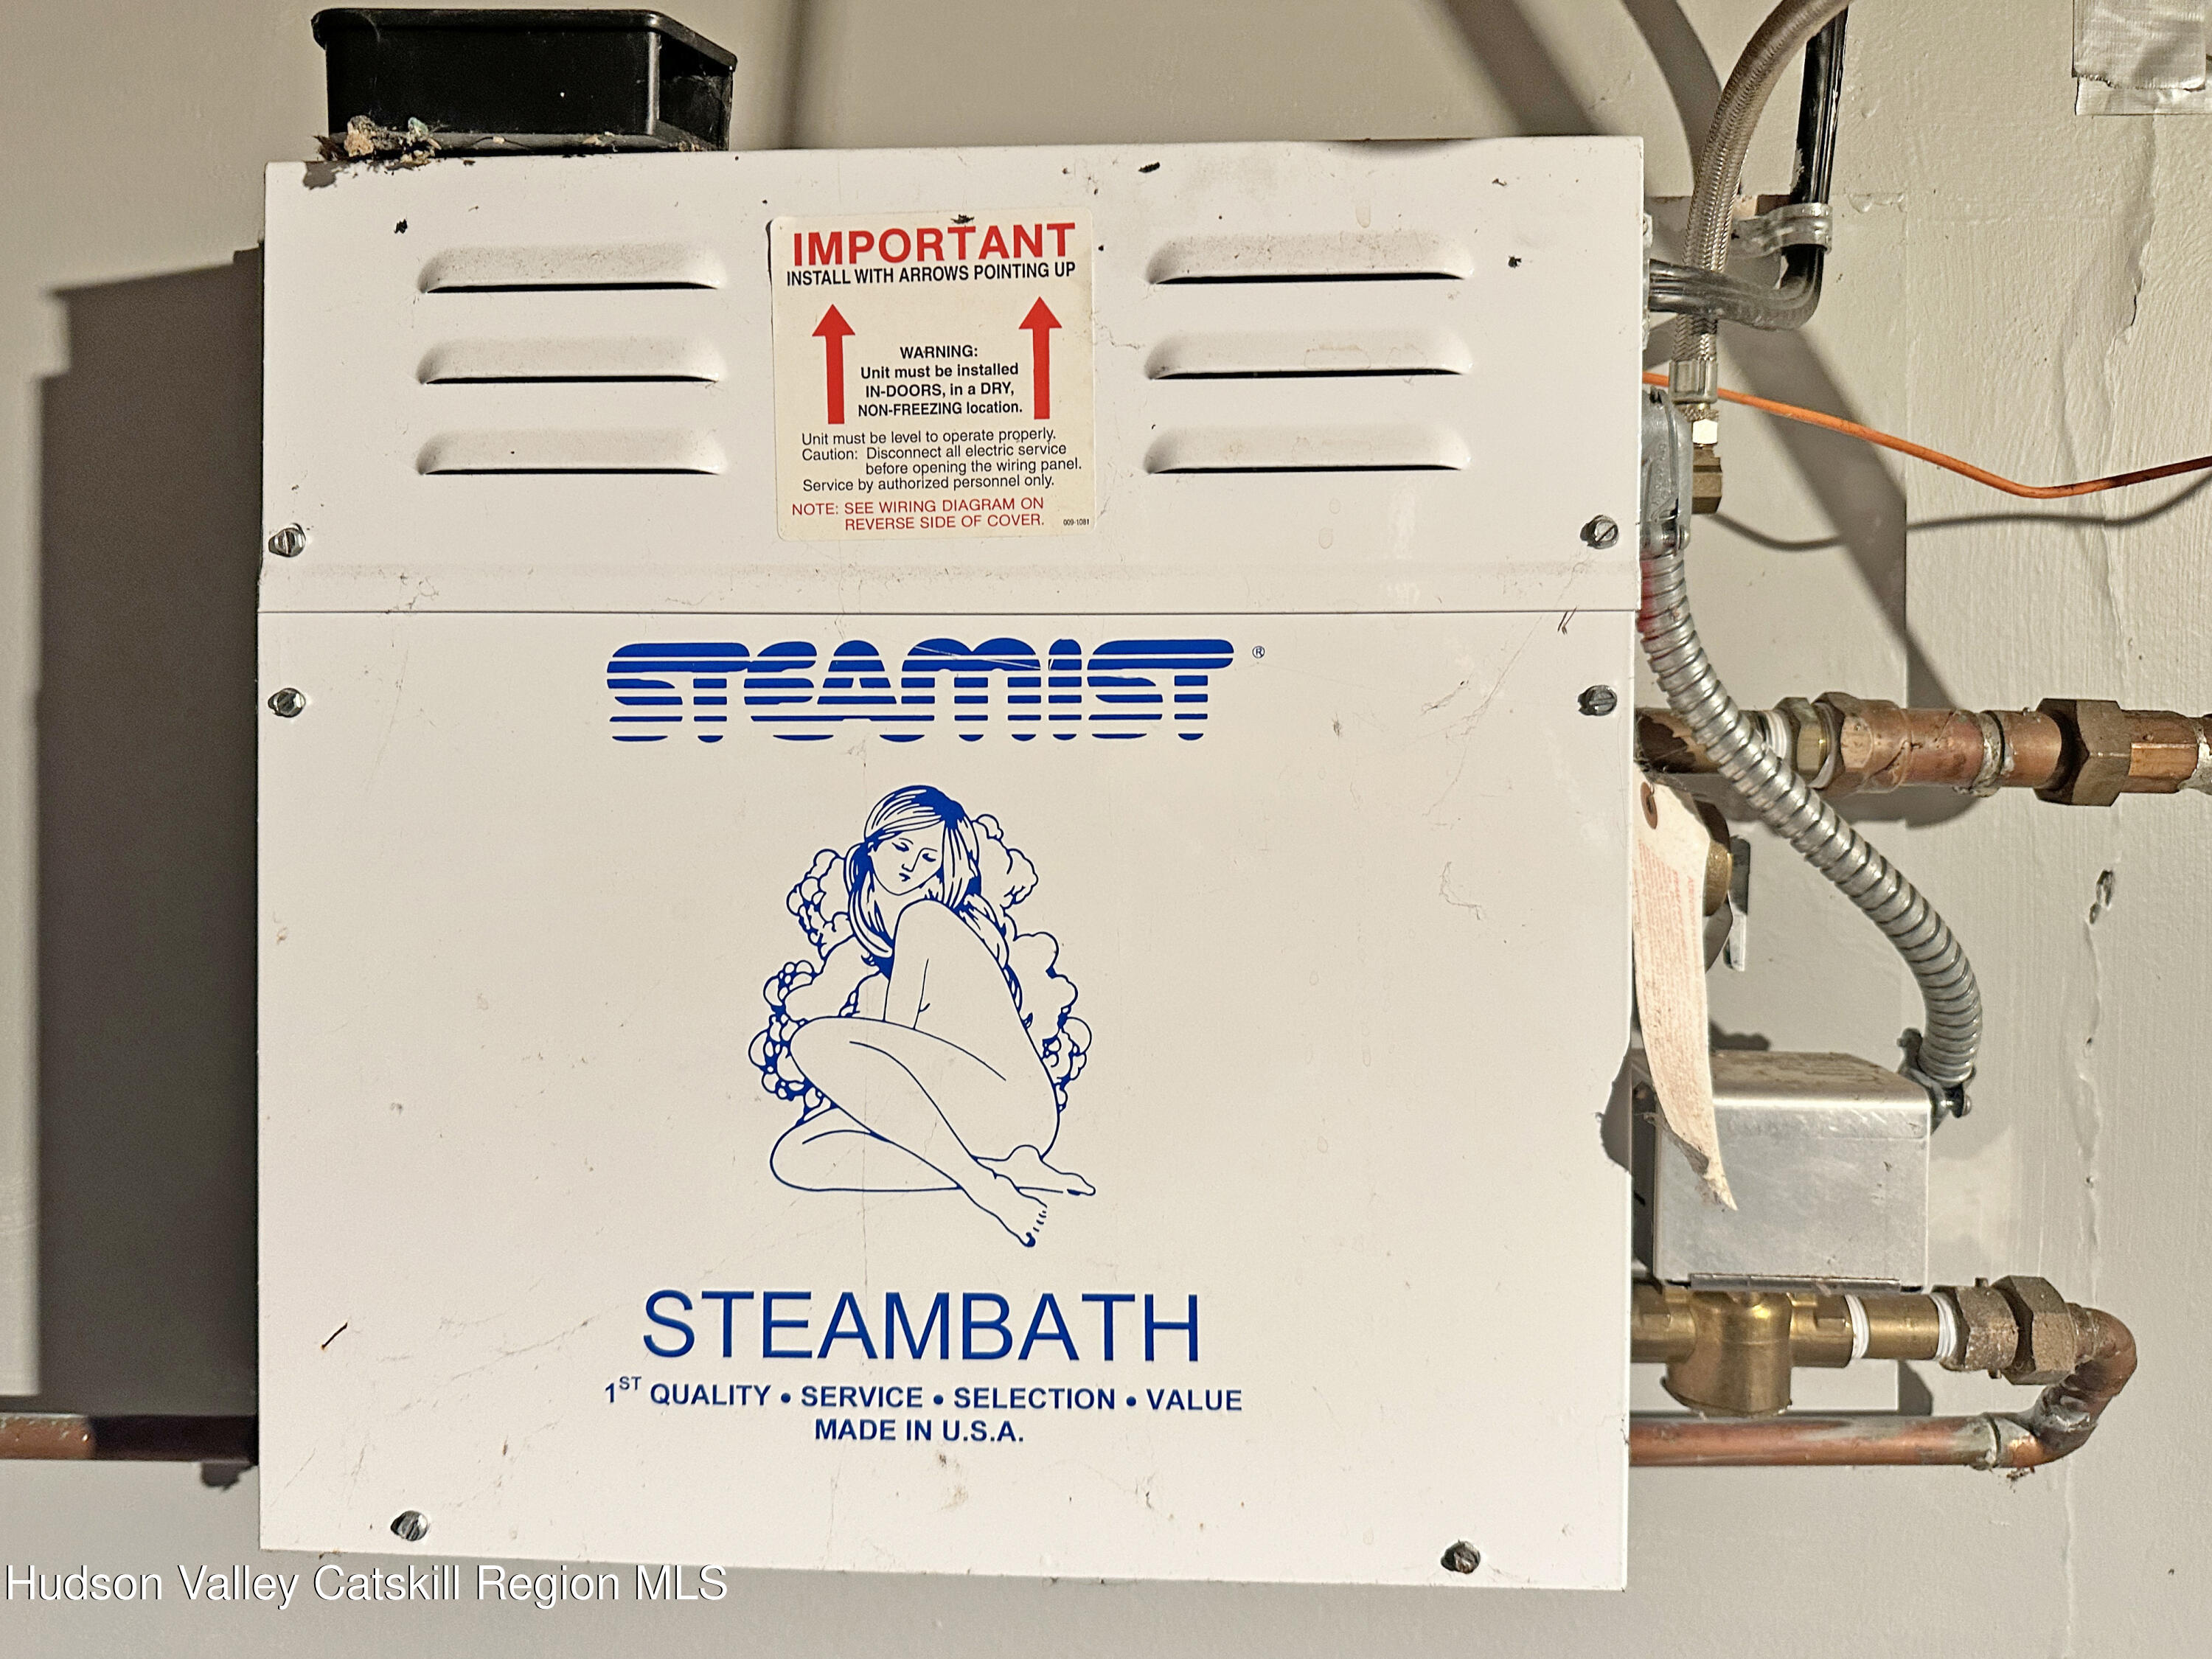 IMPORTANT
INSTALL WITH ARROWS POINTING UP
WARNING:
Unit must be installed
IN-DOORS, in a DRY,
NON-FREEZING location.
Unit must be level to operate properly.
Caution: Disconnect all electric service
before opening the wiring panel.
Service by authorized personnel only.
NOTE: SEE WIRING DIAGRAM ON
REVERSE SIDE OF COVER.
009-1081
STEAMIST®
STEAMBATH
1ST QUALITY • SERVICE • SELECTION • VALUE
MADE IN U.S.A.
Hudson Valley Catskill Region MLS